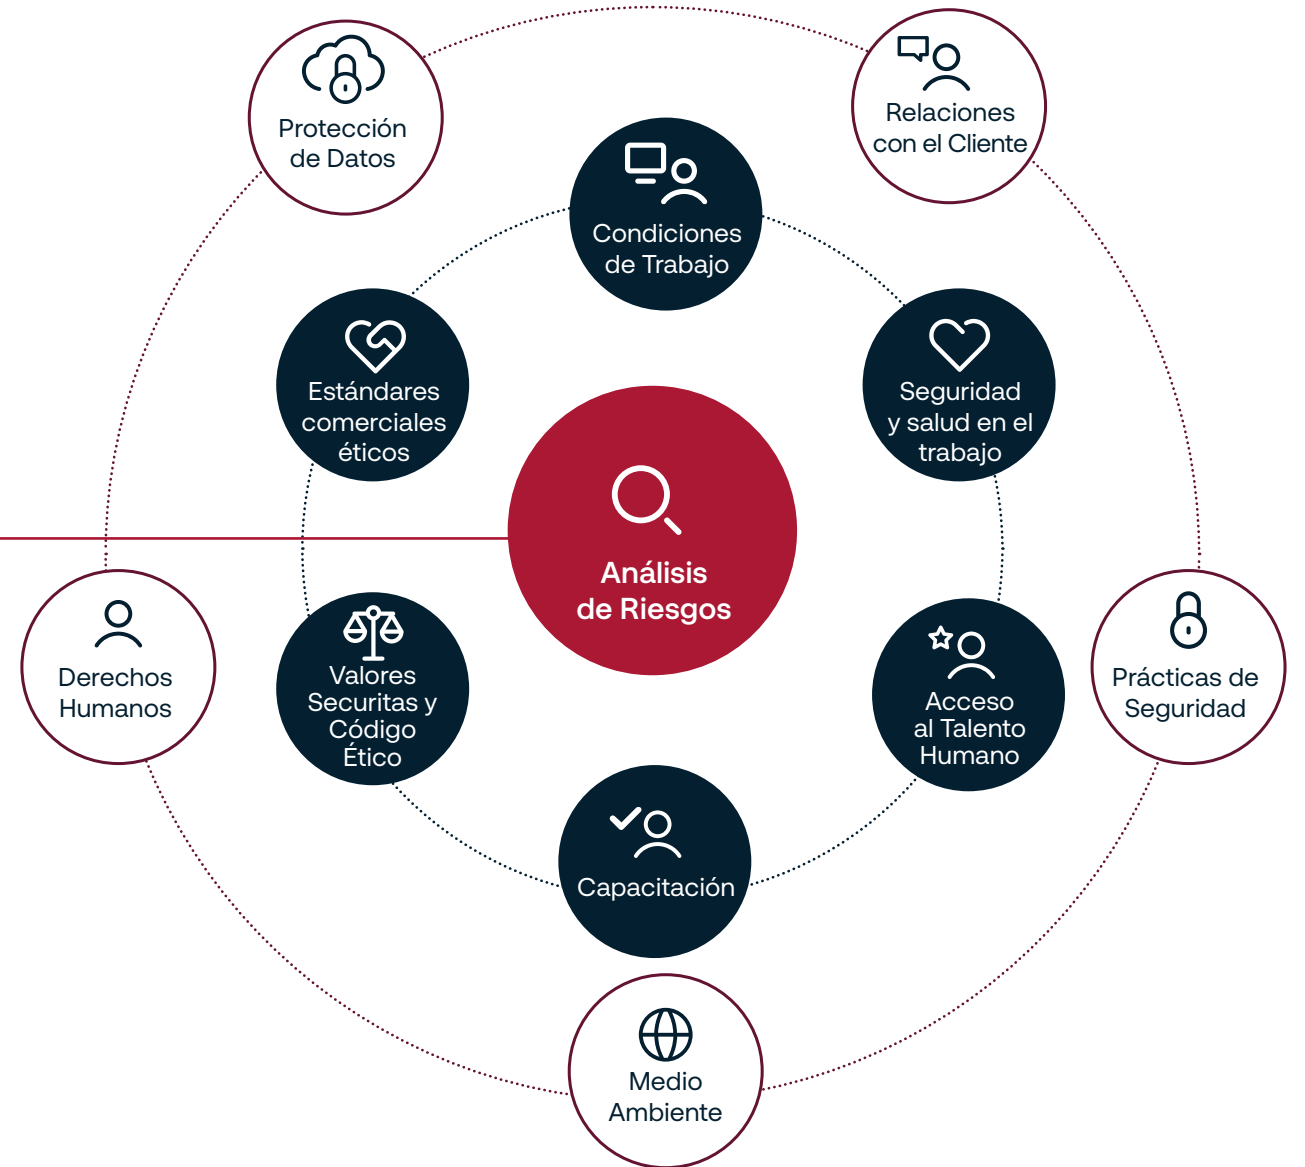 Protección
de Datos
Relaciones
con el Cliente
Condiciones
de Trabajo
Estándares
comerciales
éticos
Seguridad
y salud en el
trabajo
Análisis
de Riesgos
Derechos
Humanos
Valores
Securitas y
Código
Ético
Acceso
al Talento
Humano
Prácticas de
Seguridad
Capacitación
Medio
Ambiente